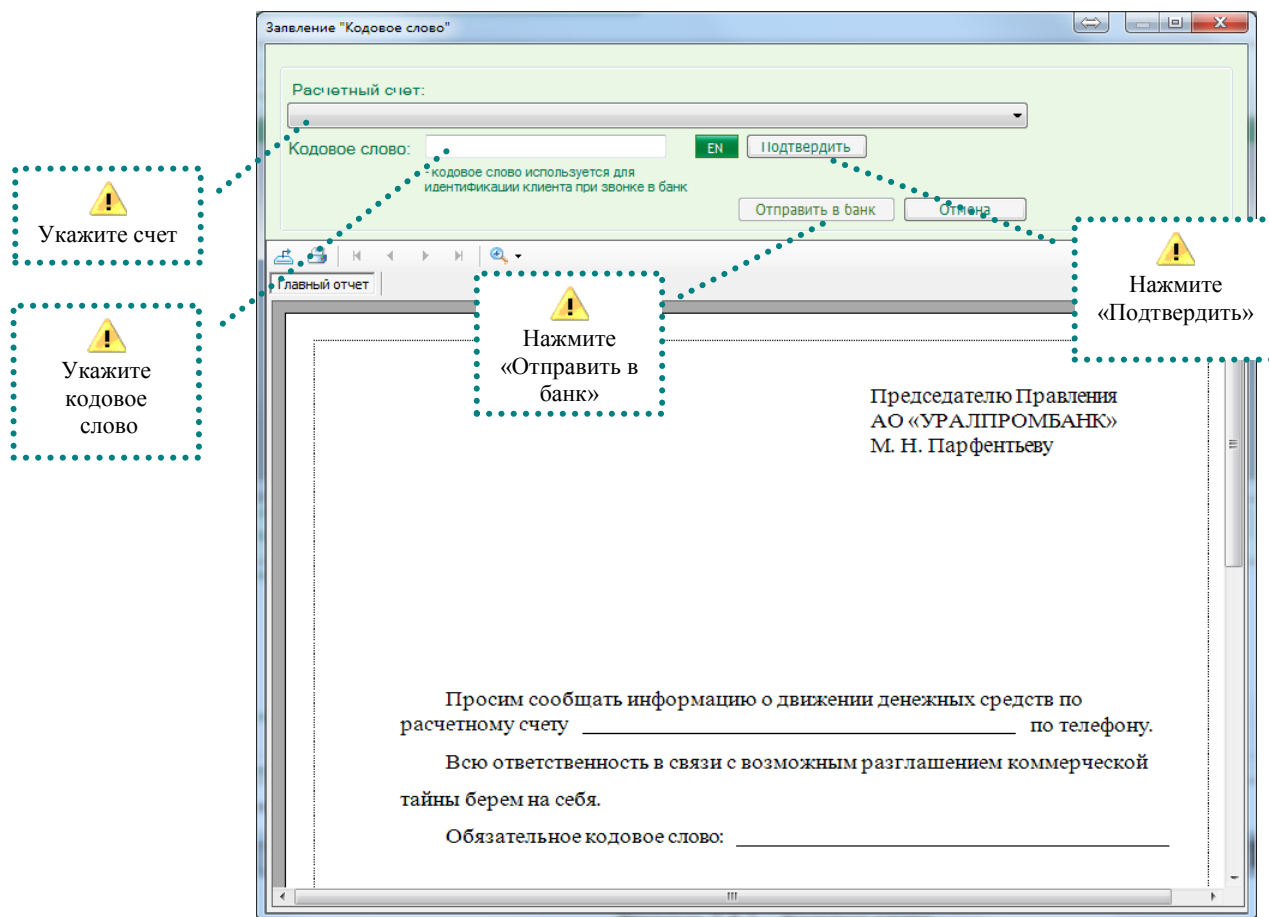 Заявление "Кодовое слово"
Расчетный счет:
Кодовое слово:
EN
Подтвердить
- кодовое слово используется для
идентификации клиента при звонке в банк
Отправить в банк
Отмена
Укажите счет
Главный отчет
Нажмите
«Подтвердить»
Нажмите
«Отправить в
банк»
Укажите
кодовое
слово
Председателю Правления
АО «УРАЛПРОМБАНК»
М. Н. Парфентьеву
Просим сообщать информацию о движении денежных средств по
расчетному счету по телефону.
Всю ответственность в связи с возможным разглашением коммерческой
тайны берем на себя.
Обязательное кодовое слово: